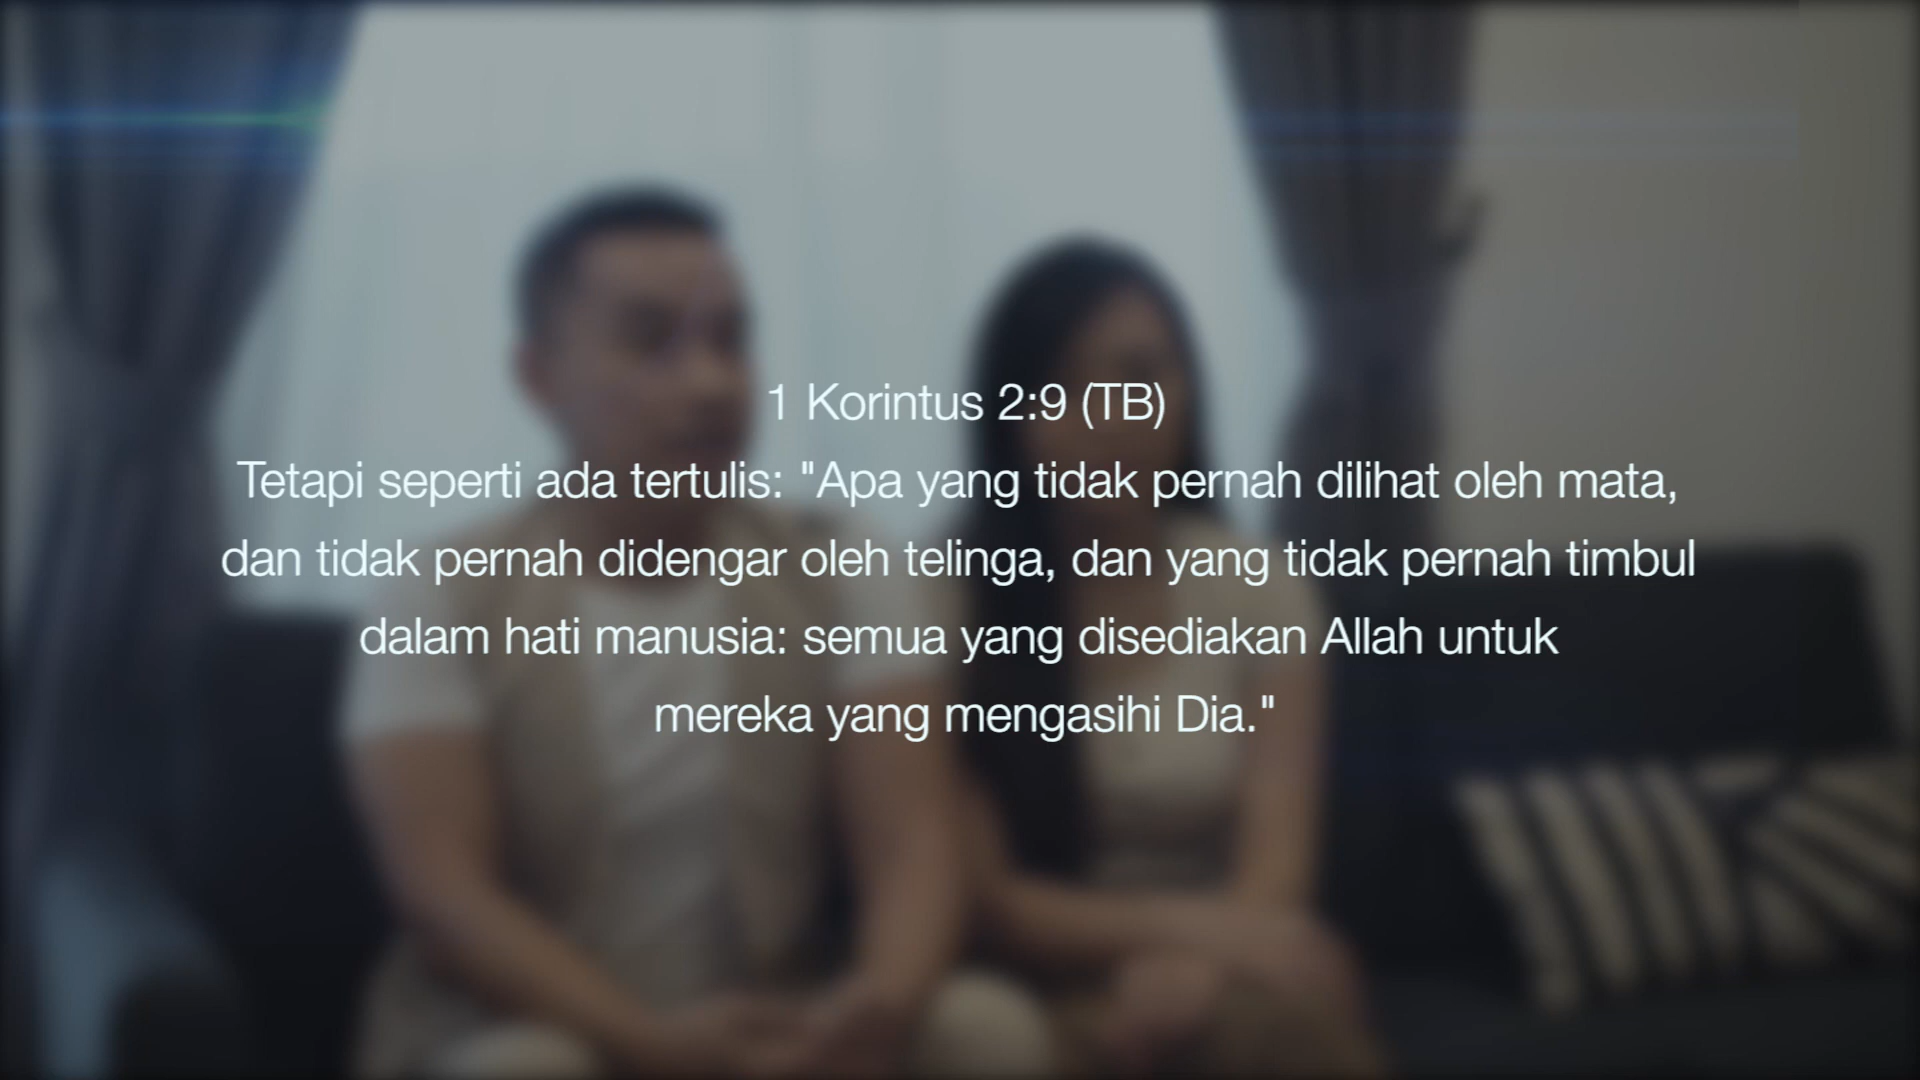 1 Korintus 2:9 (TB)
Tetapi seperti ada tertulis: "Apa yang tidak pernah dilihat oleh mata,
dan tidak pernah didengar oleh telinga, dan yang tidak pernah timbul
dalam hati manusia: semua yang disediakan Allah untuk
mereka yang mengasihi Dia."